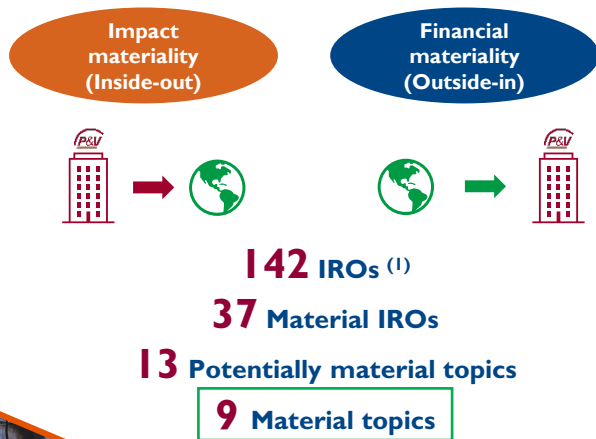 Impact
materiality
(Inside-out)
Financial
materiality
(Outside-in)
P&V
P&V
142 IROs (1)
37 Material IROs
13 Potentially material topics
9 Material topics